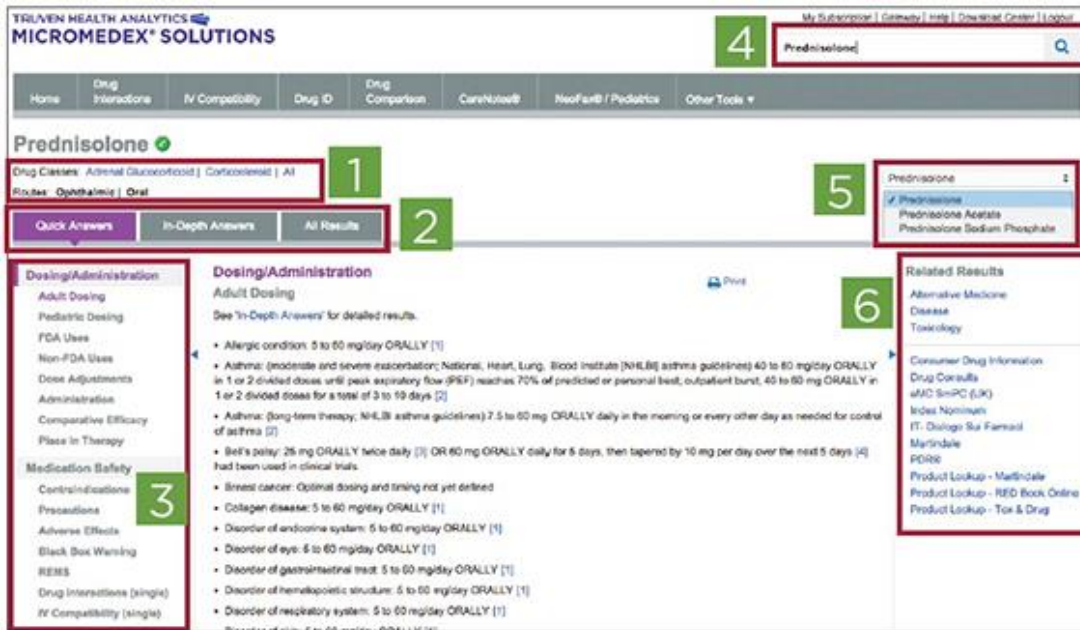 TRUVEN HEALTH ANALYTICS
MICROMEDEX® SOLUTIONS
My Subscription | Gateway | Help | Download Center | Logout
4
Prednisolone
Home
Drug
Interactions
IV Compatibility
Drug ID
Drug
Comparison
CareNotes®
NeoFax® / Pediatrics
Other Tools
Prednisolone
1
Drug Classes: Adrenal Glucocorticoid | Corticosteroid | All
Routes: Ophthalmic | Oral
2
Quick Answers
In-Depth Answers
All Results
5
Prednisolone
Prednisolone
Prednisolone Acetate
Prednisolone Sodium Phosphate
3
Dosing/Administration
Adult Dosing
Pediatric Dosing
FDA Uses
Non-FDA Uses
Dose Adjustments
Administration
Comparative Efficacy
Place In Therapy
Medication Safety
Contraindications
Precautions
Adverse Effects
Black Box Warning
REMS
Drug Interactions (single)
IV Compatibility (single)
Dosing/Administration
Print
Adult Dosing
See 'In-Depth Answers' for detailed results.
• Allergic condition: 5 to 60 mg/day ORALLY [1]
• Asthma: (moderate and severe exacerbation; National, Heart, Lung, Blood Institute [NHLBI] asthma guidelines) 40 to 80 mg/day ORALLY
in 1 or 2 divided doses until peak expiratory flow (PEF) reaches 70% of predicted or personal best; outpatient burst, 40 to 60 mg ORALLY in
1 or 2 divided doses for a total of 3 to 10 days [2]
• Asthma: (long-term therapy; NHLBI asthma guidelines) 7.5 to 60 mg ORALLY daily in the morning or every other day as needed for control
of asthma [2]
• Bell's palsy: 25 mg ORALLY twice daily [3] OR 60 mg ORALLY daily for 5 days, then tapered by 10 mg per day over the next 5 days [4]
had been used in clinical trials
• Breast cancer: Optimal dosing and timing not yet defined
• Collagen disease: 5 to 60 mg/day ORALLY [1]
• Disorder of endocrine system: 5 to 60 mg/day ORALLY [1]
• Disorder of eye: 5 to 60 mg/day ORALLY [1]
• Disorder of gastrointestinal tract: 5 to 60 mg/day ORALLY [1]
• Disorder of hematopoietic structure: 5 to 60 mg/day ORALLY [1]
• Disorder of respiratory system: 5 to 60 mg/day ORALLY [1]
6
Related Results
Alternative Medicine
Disease
Toxicology
Consumer Drug Information
Drug Consults
eMC SmPC (UK)
Index Nominum
IT- Dialogo Sui Farmaci
Martindale
PDR®
Product Lookup - Martindale
Product Lookup - RED Book Online
Product Lookup - Tox & Drug